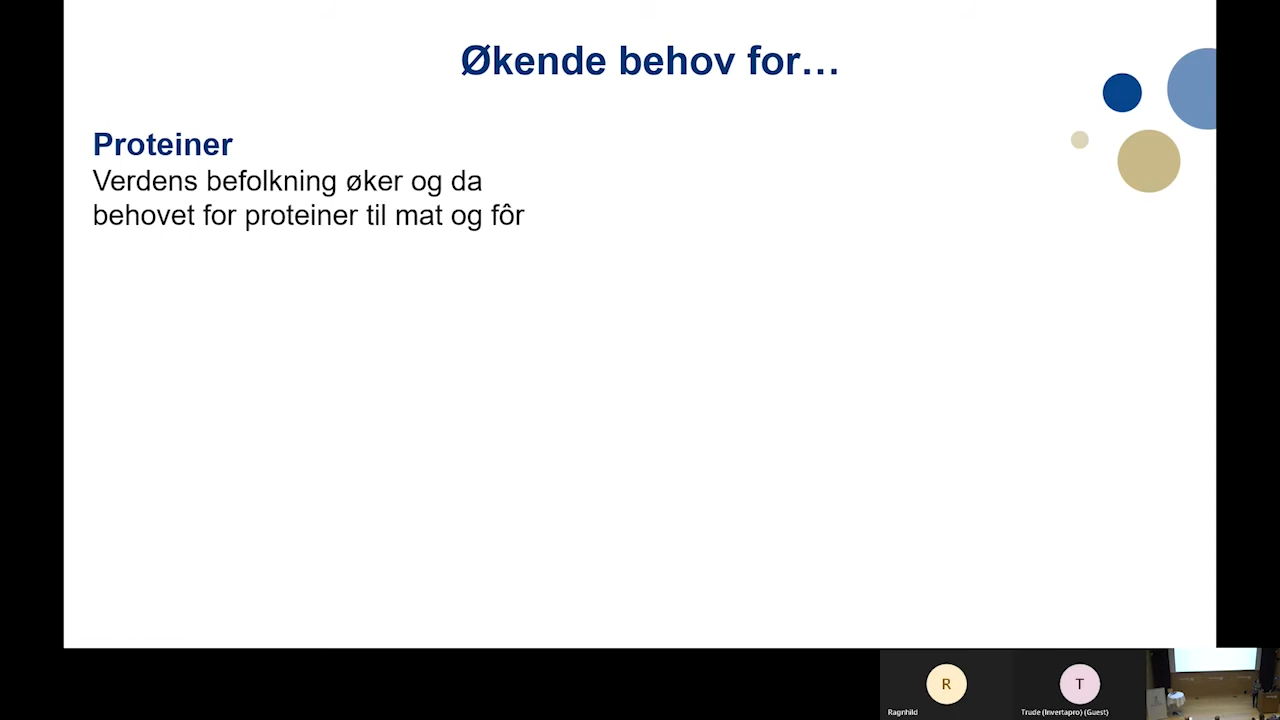 Økende behov for…
Proteiner
Verdens befolkning øker og da
behovet for proteiner til mat og fôr
R
T
Ragnhild
Trude (Invertapro) (Guest)